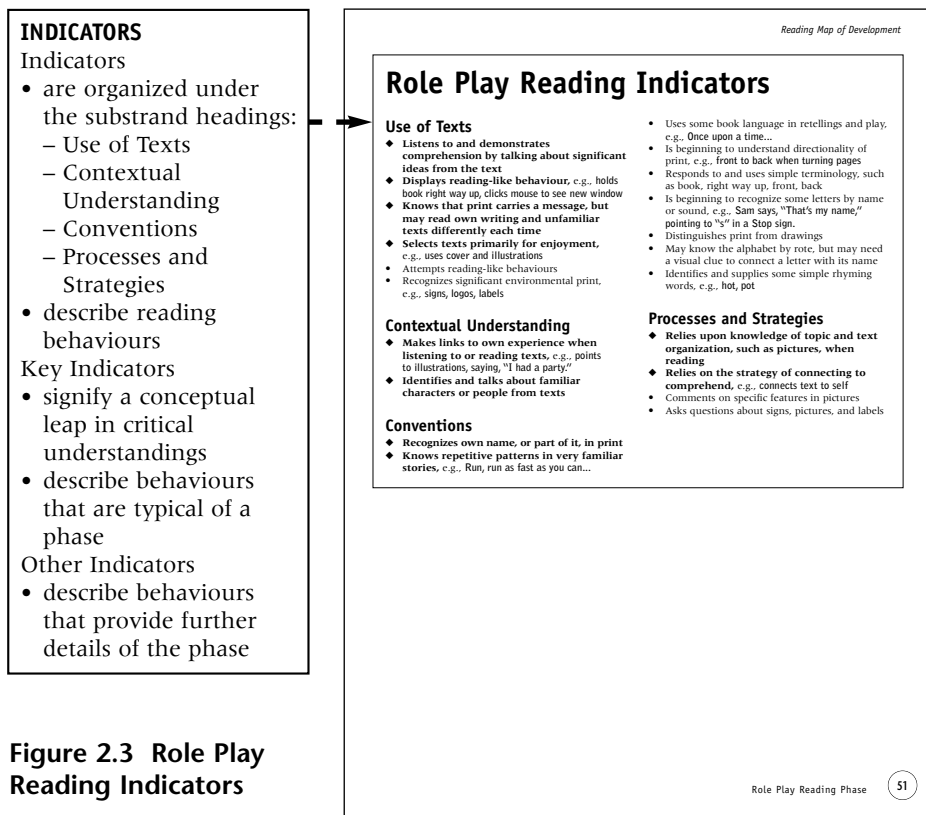 INDICATORS
Indicators
• are organized under
the substrand headings:
– Use of Texts
– Contextual
Understanding
– Conventions
– Processes and
Strategies
• describe reading
behaviours
Key Indicators
• signify a conceptual
leap in critical
understandings
• describe behaviours
that are typical of a
phase
Other Indicators
• describe behaviours
that provide further
details of the phase
Figure 2.3 Role Play
Reading Indicators
Reading Map of Development
Role Play Reading Indicators
Use of Texts
◆ Listens to and demonstrates
comprehension by talking about significant
ideas from the text
◆ Displays reading-like behaviour, e.g., holds
book right way up, clicks mouse to see new window
◆ Knows that print carries a message, but
may read own writing and unfamiliar
texts differently each time
◆ Selects texts primarily for enjoyment,
e.g., uses cover and illustrations
• Attempts reading-like behaviours
• Recognizes significant environmental print,
e.g., signs, logos, labels
Contextual Understanding
◆ Makes links to own experience when
listening to or reading texts, e.g., points
to illustrations, saying, "I had a party."
◆ Identifies and talks about familiar
characters or people from texts
Conventions
◆ Recognizes own name, or part of it, in print
◆ Knows repetitive patterns in very familiar
stories, e.g., Run, run as fast as you can...
• Uses some book language in retellings and play,
e.g., Once upon a time...
• Is beginning to understand directionality of
print, e.g., front to back when turning pages
• Responds to and uses simple terminology, such
as book, right way up, front, back
• Is beginning to recognize some letters by name
or sound, e.g., Sam says, "That's my name,"
pointing to "s" in a Stop sign.
• Distinguishes print from drawings
• May know the alphabet by rote, but may need
a visual clue to connect a letter with its name
• Identifies and supplies some simple rhyming
words, e.g., hot, pot
Processes and Strategies
◆ Relies upon knowledge of topic and text
organization, such as pictures, when
reading
◆ Relies on the strategy of connecting to
comprehend, e.g., connects text to self
• Comments on specific features in pictures
• Asks questions about signs, pictures, and labels
Role Play Reading Phase 51